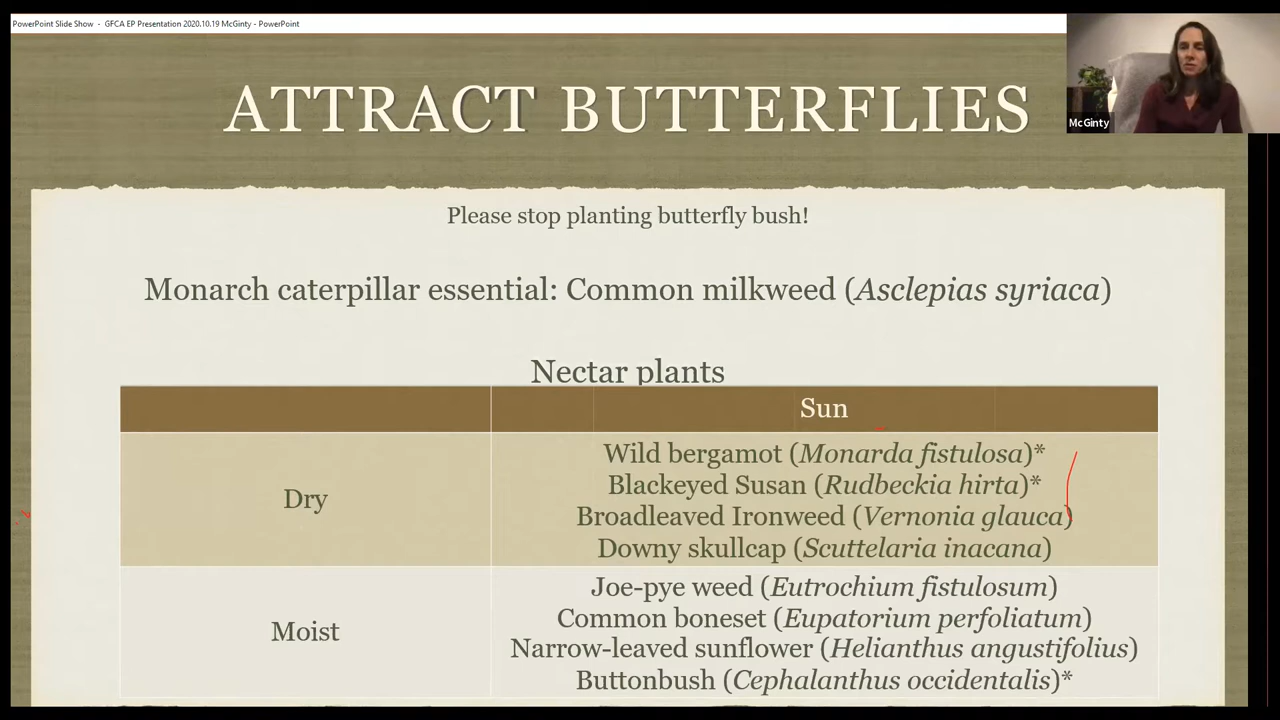 PowerPoint Slide Show - GFCA EP Presentation 2020.10.19 McGinty - PowerPoint
ATTRACT BUTTERFLIES
McGinty
Please stop planting butterfly bush!
Monarch caterpillar essential: Common milkweed (Asclepias syriaca)
Nectar plants
Sun
Dry
Wild bergamot (Monarda fistulosa)*
Blackeyed Susan (Rudbeckia hirta)*
Broadleaved Ironweed (Vernonia glauca)
Downy skullcap (Scuttelaria inacana)
Moist
Joe-pye weed (Eutrochium fistulosum)
Common boneset (Eupatorium perfoliatum)
Narrow-leaved sunflower (Helianthus angustifolius)
Buttonbush (Cephalanthus occidentalis)*